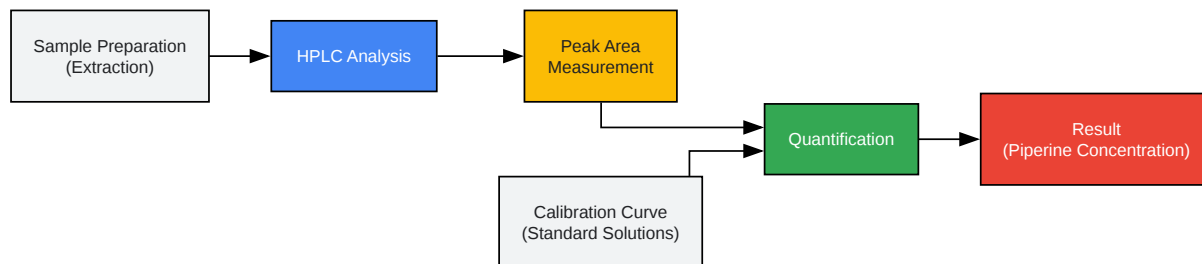 Sample Preparation
(Extraction)
HPLC Analysis
Peak Area
Measurement
Quantification
Result
(Piperine Concentration)
Calibration Curve
(Standard Solutions)